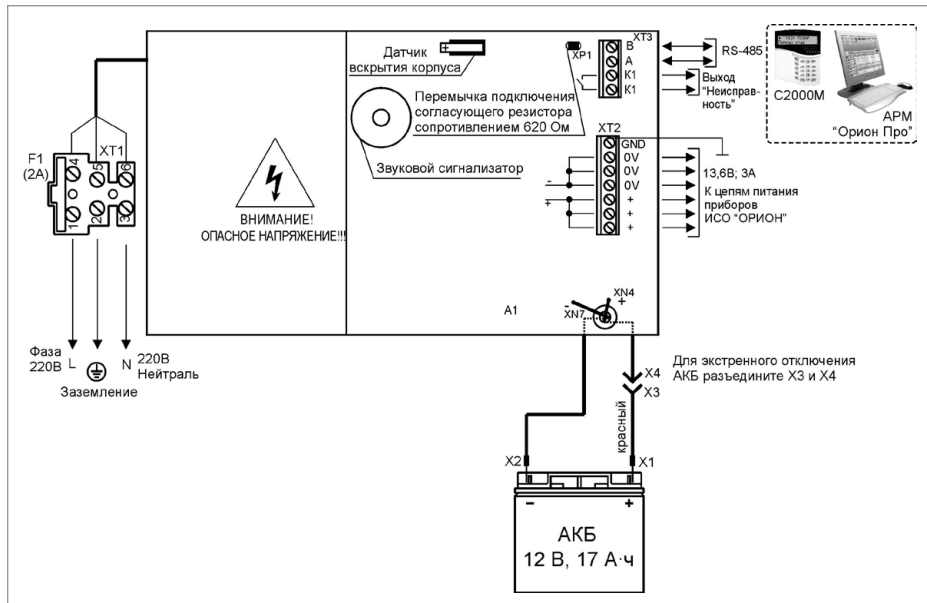 Датчик
вскрытия корпуса
XP1
XT3
B
A
К1
К1
RS-485
Выход
"Неисправ-
ность"
С2000М
АРМ
"Орион Про"
Перемычка подключения
согласующего резистора
сопротивлением 620 Ом
Звуковой сигнализатор
XT2
GND
0V
0V
0V
+
+
+
-
+
13,6В; 3А
К цепям питания
приборов
ИСО "ОРИОН"
F1
(2А)
XT1
4
5
6
1
2
3
ВНИМАНИЕ!
ОПАСНОЕ НАПРЯЖЕНИЕ!!!
A1
XN4
+
-
XN7
Фаза
220В
L
N
220В
Нейтраль
Заземление
X4
X3
Для экстренного отключения
АКБ разъедините X3 и X4
красный
X2
X1
-
+
АКБ
12 В, 17 А·ч